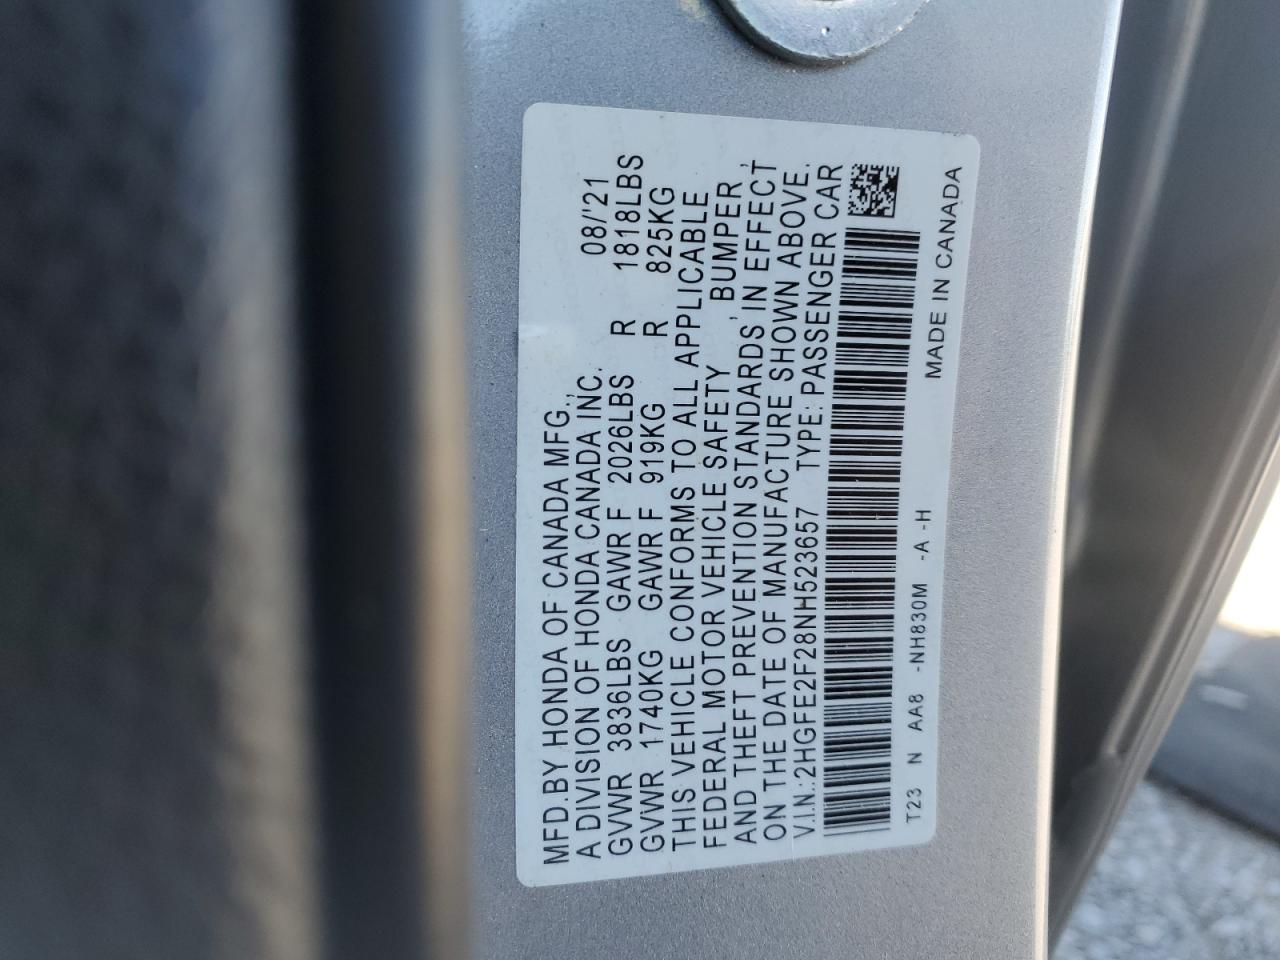 MFD.BY HONDA OF CANADA MFG.,
A DIVISION OF HONDA CANADA INC. 08/'21
GVWR 3836LBS GAWR F 2026LBS R 1818LBS
GVWR 1740KG GAWR F 919KG R 825KG
THIS VEHICLE CONFORMS TO ALL APPLICABLE
FEDERAL MOTOR VEHICLE SAFETY, BUMPER,
AND THEFT PREVENTION STANDARDS IN EFFECT
ON THE DATE OF MANUFACTURE SHOWN ABOVE.
V.I.N.:2HGFE2F28NH523657 TYPE: PASSENGER CAR
T23 N AA8 -NH830M -A -H MADE IN CANADA